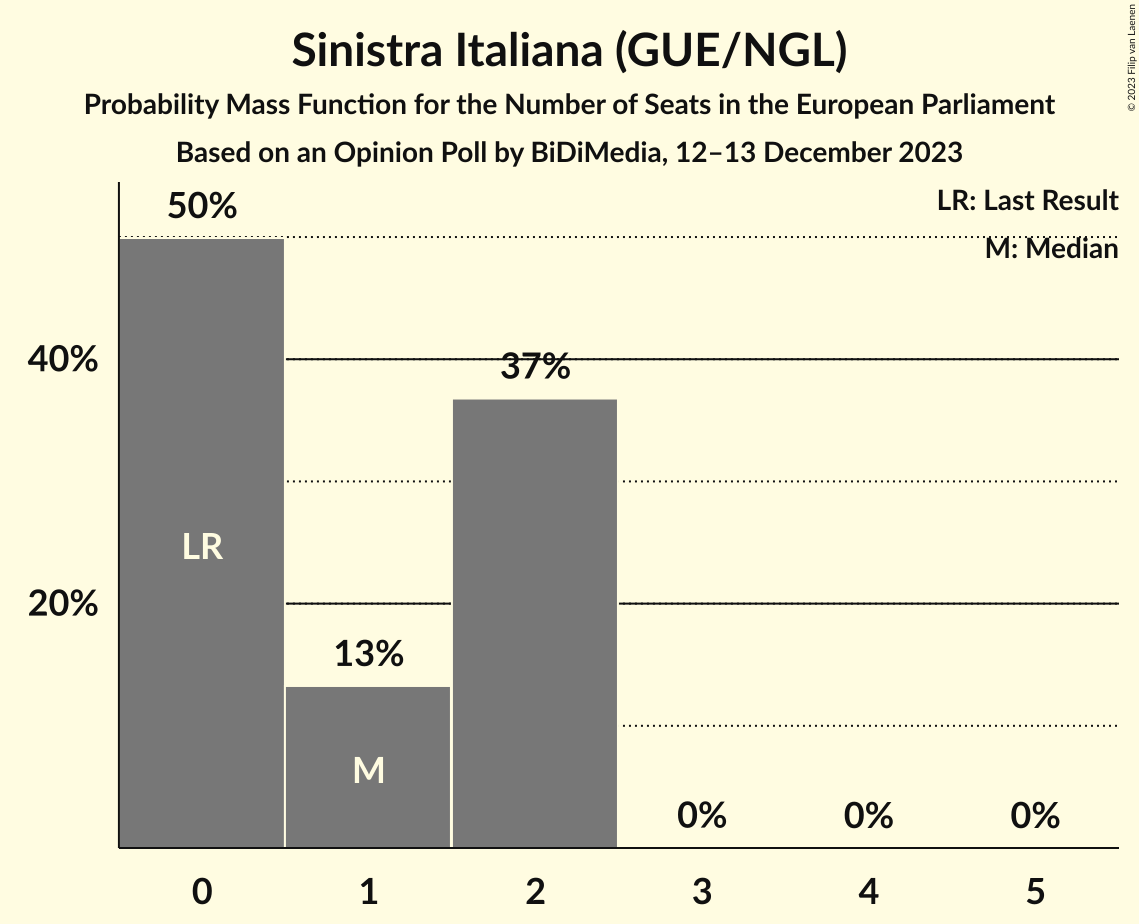 Sinistra Italiana (GUE/NGL)
Probability Mass Function for the Number of Seats in the European Parliament
Based on an Opinion Poll by BiDiMedia, 12–13 December 2023
© 2023 Filip van Laenen
LR: Last Result
M: Median
50%
40%
37%
20%
13%
LR
M
0%
0%
0%
0
1
2
3
4
5